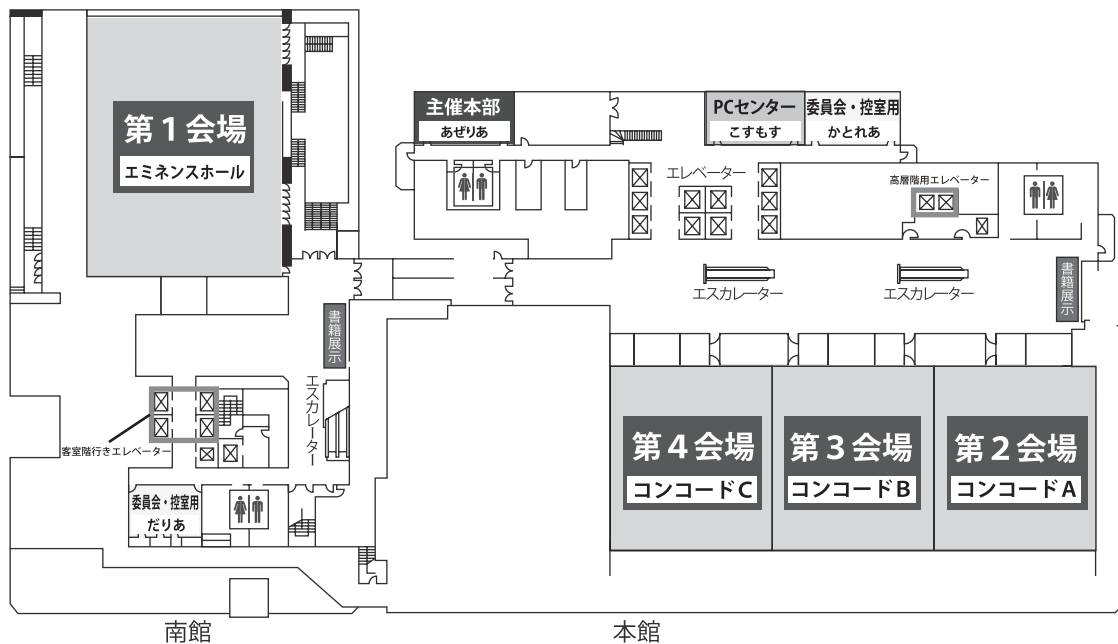 第1会場
エミネンスホール
主催本部
あぜりあ
PCセンター
こすもす
委員会・控室用
かとれあ
エレベーター
高層階用エレベーター
エスカレーター
エスカレーター
書籍展示
書籍展示
エスカレーター
客室階行きエレベーター
第4会場
コンコードC
第3会場
コンコードB
第2会場
コンコードA
委員会・控室用
だりあ
南館
本館